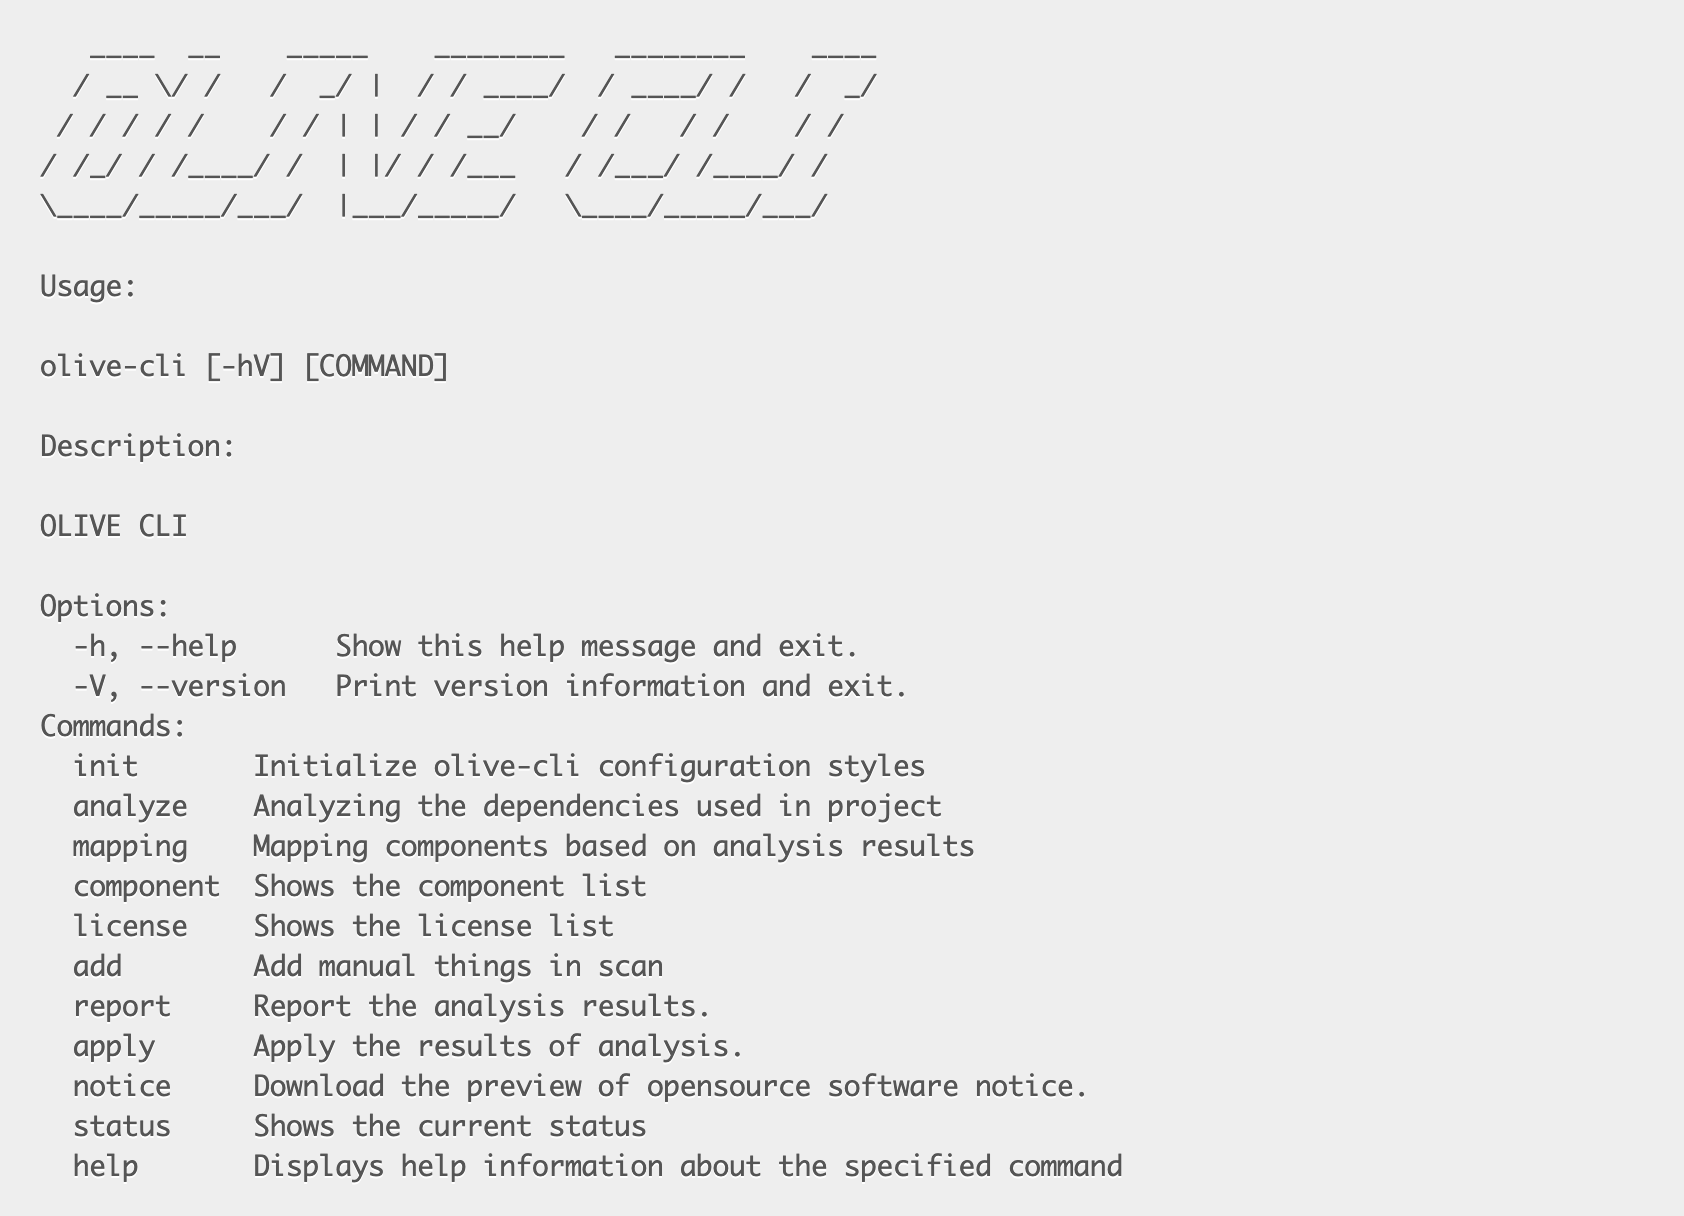 ____  __    _____    ________   ________    ____
  / __ \/ /   /  _/ |  / / ____/  / ____/ /   /  _/
 / / / / /    / / | | / / __/    / /   / /    / /
/ /_/ / /____/ /  | |/ / /___   / /___/ /____/ /
\____/_____/___/  |___/_____/   \____/_____/___/

Usage:

olive-cli [-hV] [COMMAND]

Description:

OLIVE CLI

Options:
  -h, --help      Show this help message and exit.
  -V, --version   Print version information and exit.
Commands:
  init       Initialize olive-cli configuration styles
  analyze    Analyzing the dependencies used in project
  mapping    Mapping components based on analysis results
  component  Shows the component list
  license    Shows the license list
  add        Add manual things in scan
  report     Report the analysis results.
  apply      Apply the results of analysis.
  notice     Download the preview of opensource software notice.
  status     Shows the current status
  help       Displays help information about the specified command